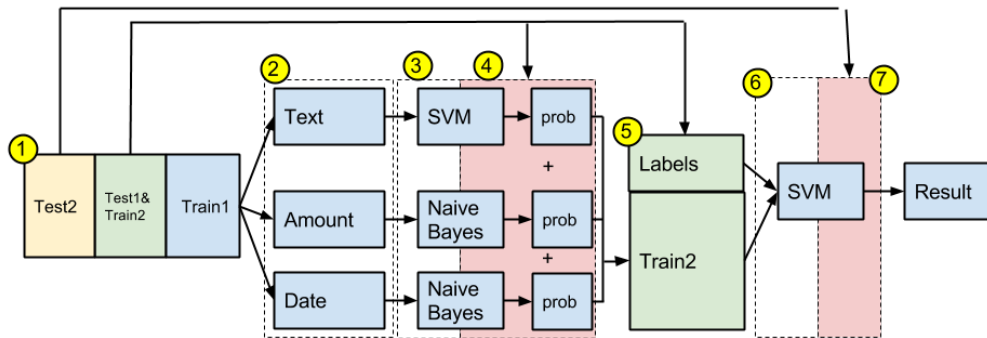 1
Test2
Test1&
Train2
Train1
2
Text
Amount
Date
3
4
SVM
prob
+
Naive
Bayes
prob
+
Naive
Bayes
prob
5
Labels
Train2
6
7
SVM
Result